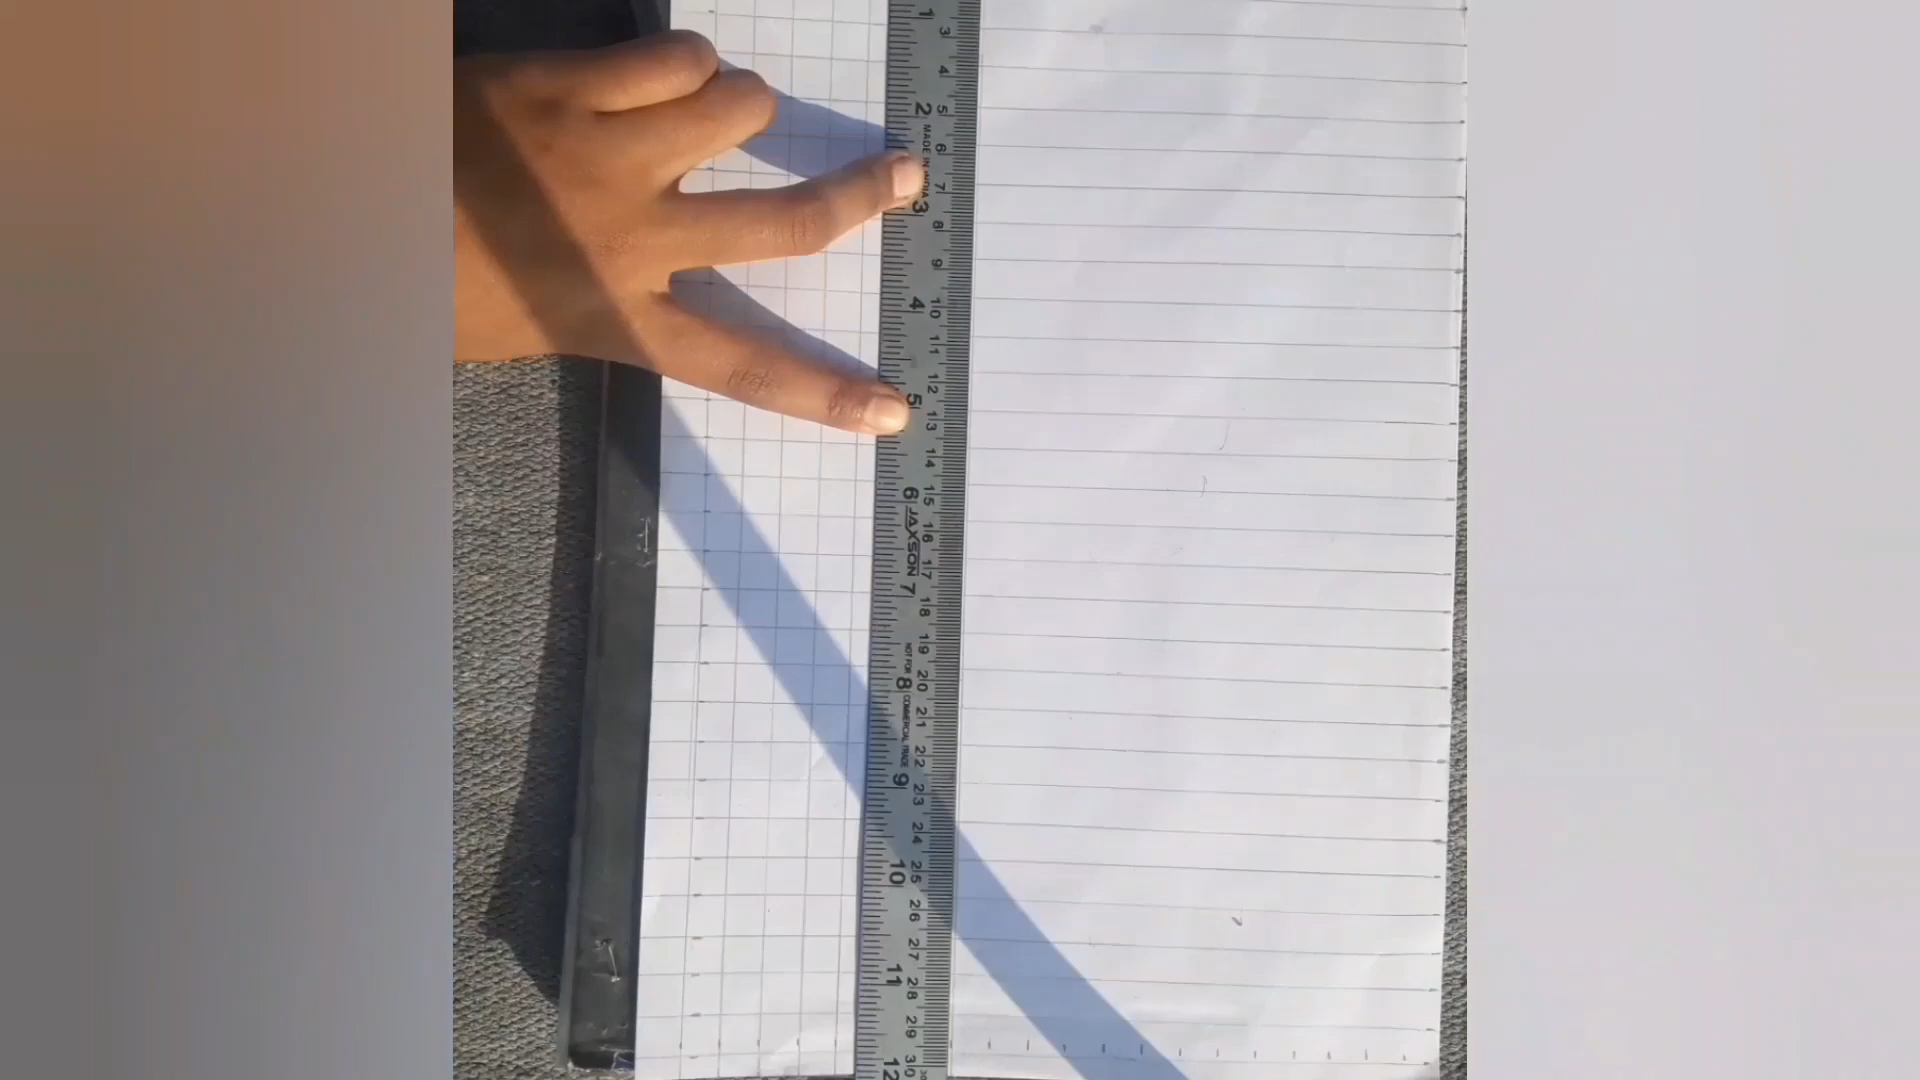 1 2 MADE IN INDIA 3 4 5 6 JAXSON 7 NOT FOR 8 COMMERCIAL TRADE 9 10 11 12
3 4 5 6 7 8 9 10 11 12 13 14 15 16 17 18 19 20 21 22 23 24 25 26 27 28 29 30